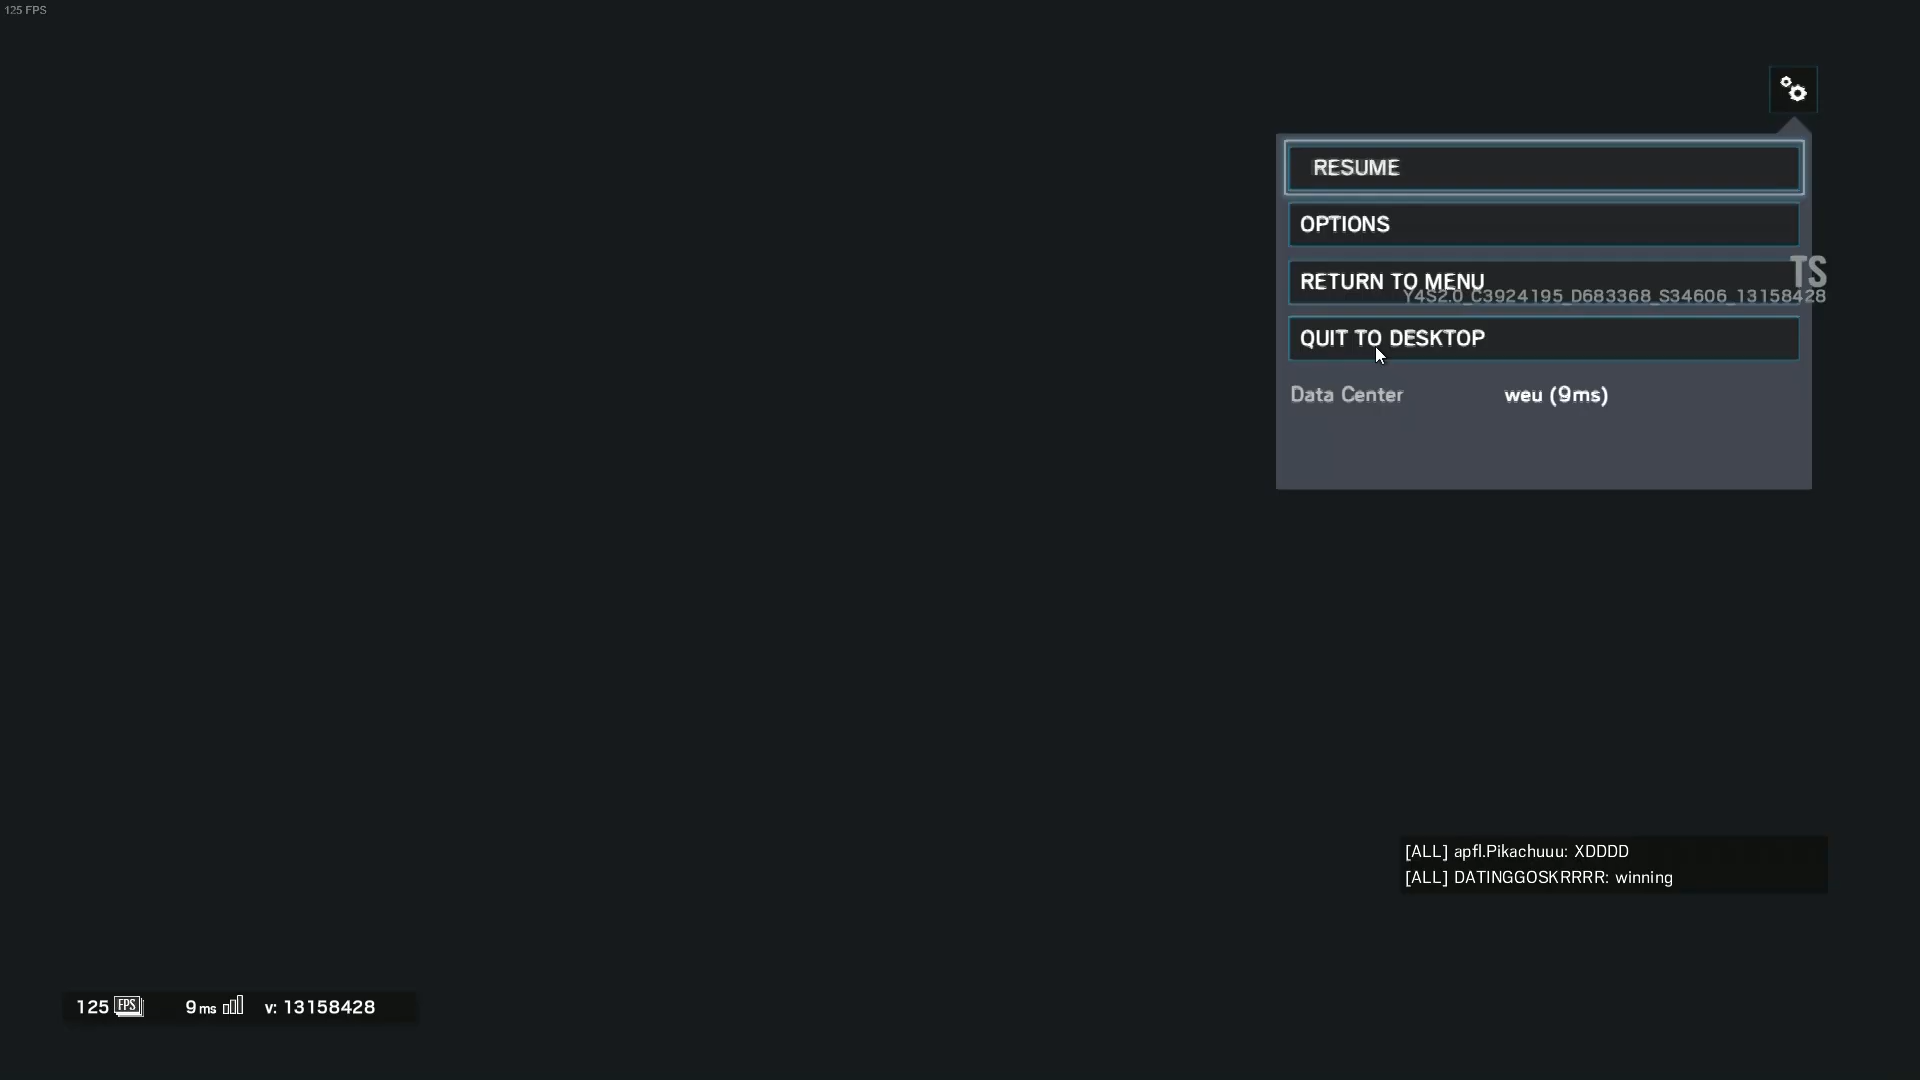 125 FPS
RESUME
OPTIONS
TS
RETURN TO MENU
Y4S2.0_C3924195_D683368_S34606_13158428
QUIT TO DESKTOP
Data Center weu (9ms)
[ALL] apfl.Pikachuuu: XDDDD
[ALL] DATINGGOSKRRRR: winning
125 FPS 9 ms v: 13158428